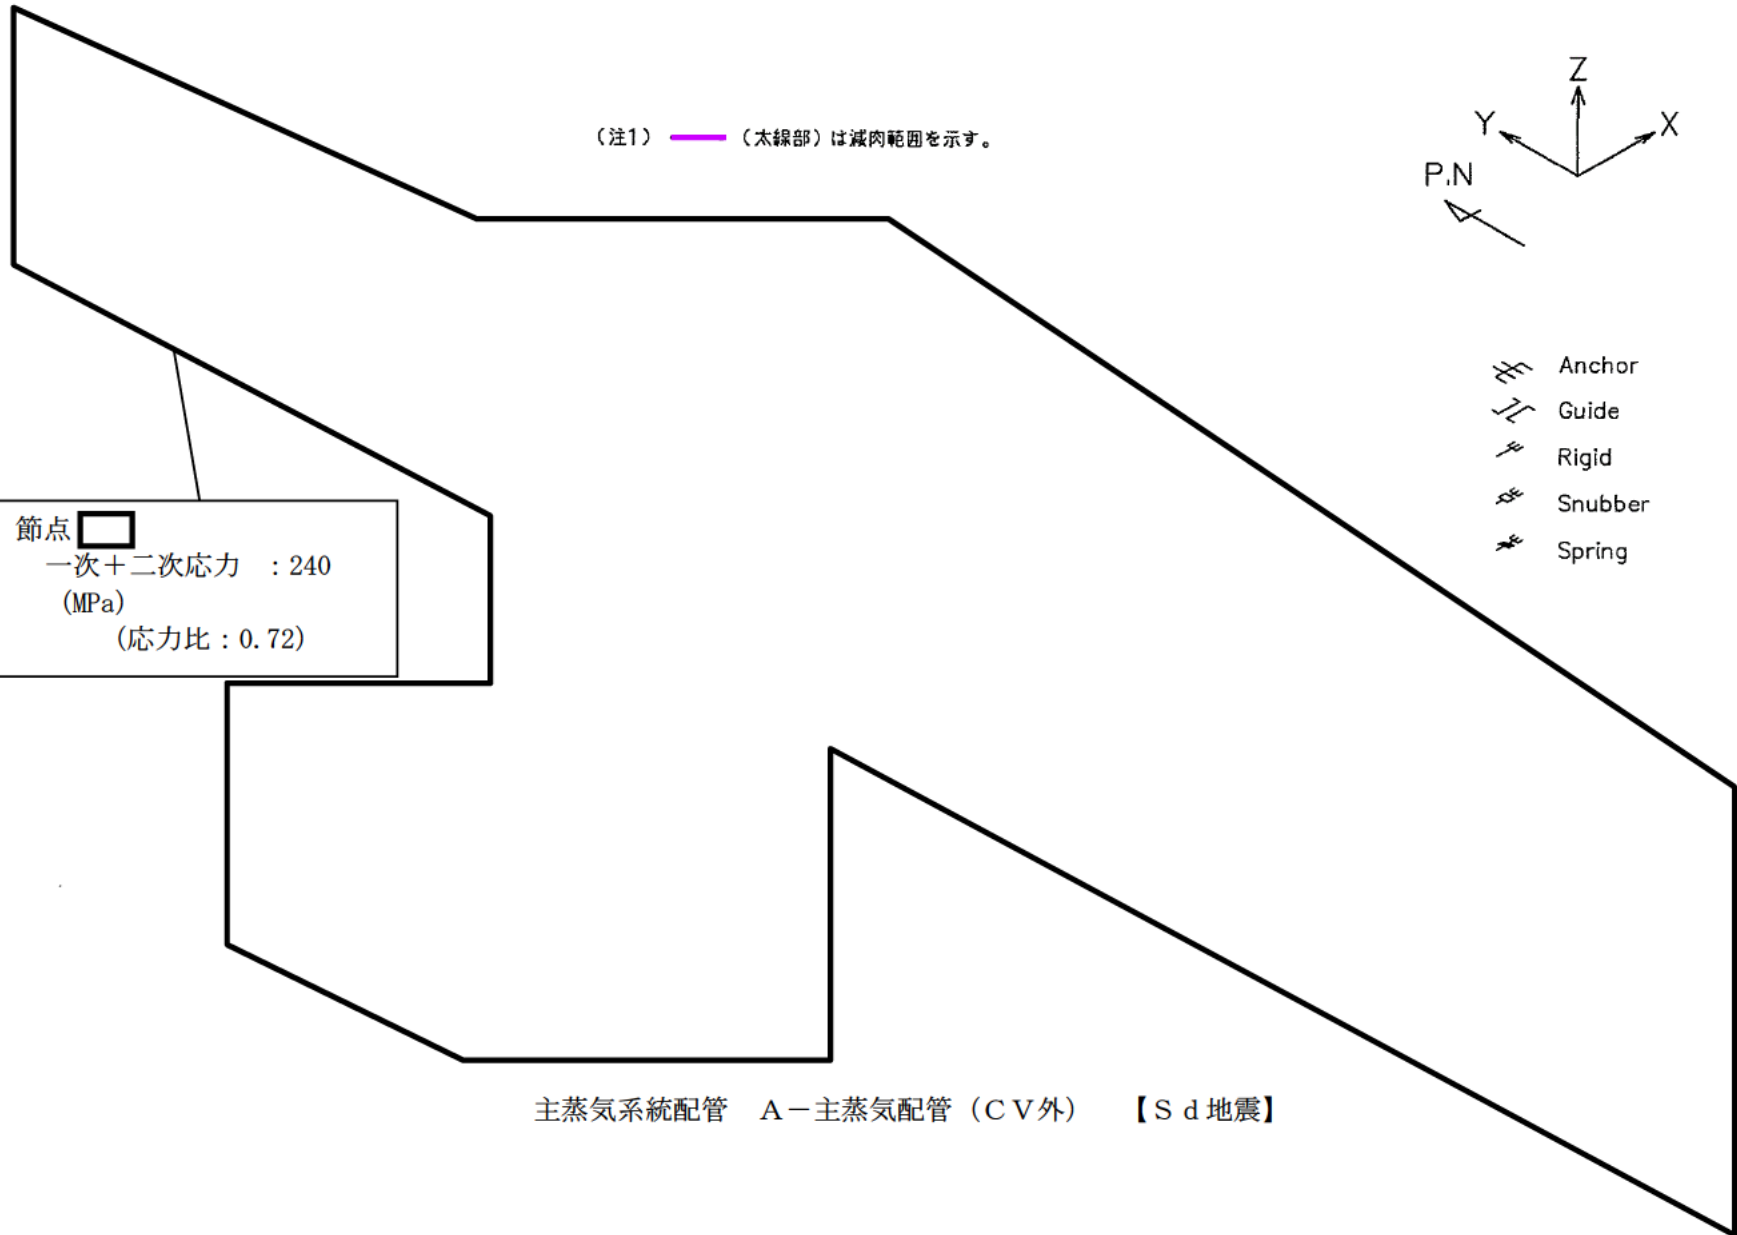 （注1） （太線部）は減肉範囲を示す。
Z
Y
X
P.N
Anchor
Guide
Rigid
Snubber
Spring
節点
一次＋二次応力 ：240
(MPa)
(応力比：0.72)
主蒸気系統配管 Ａ－主蒸気配管（ＣＶ外） 【Ｓｄ地震】